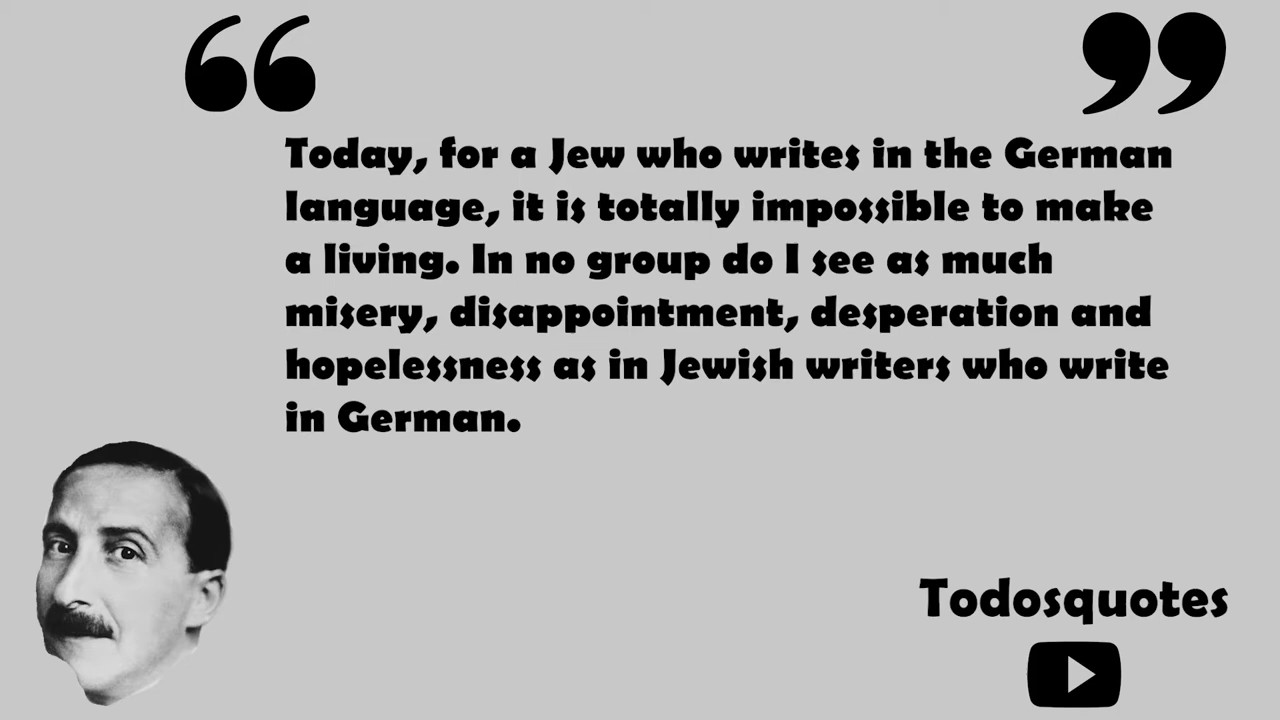 Today, for a Jew who writes in the German
language, it is totally impossible to make
a living. In no group do I see as much
misery, disappointment, desperation and
hopelessness as in Jewish writers who write
in German.
Todosquotes